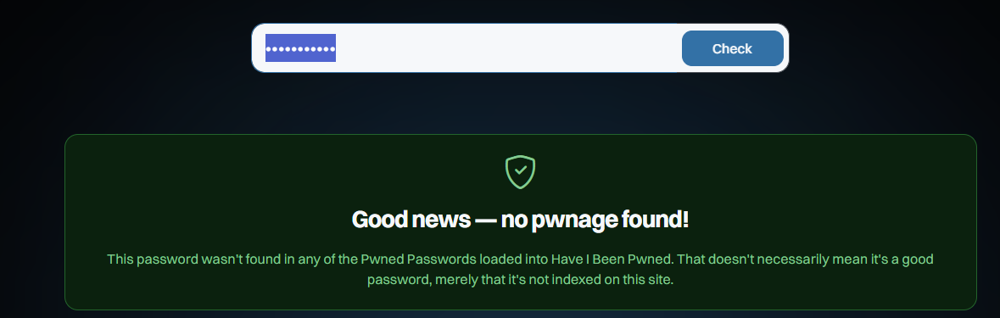 •••••••••••
Check
Good news — no pwnage found!
This password wasn't found in any of the Pwned Passwords loaded into Have I Been Pwned. That doesn't necessarily mean it's a good
password, merely that it's not indexed on this site.